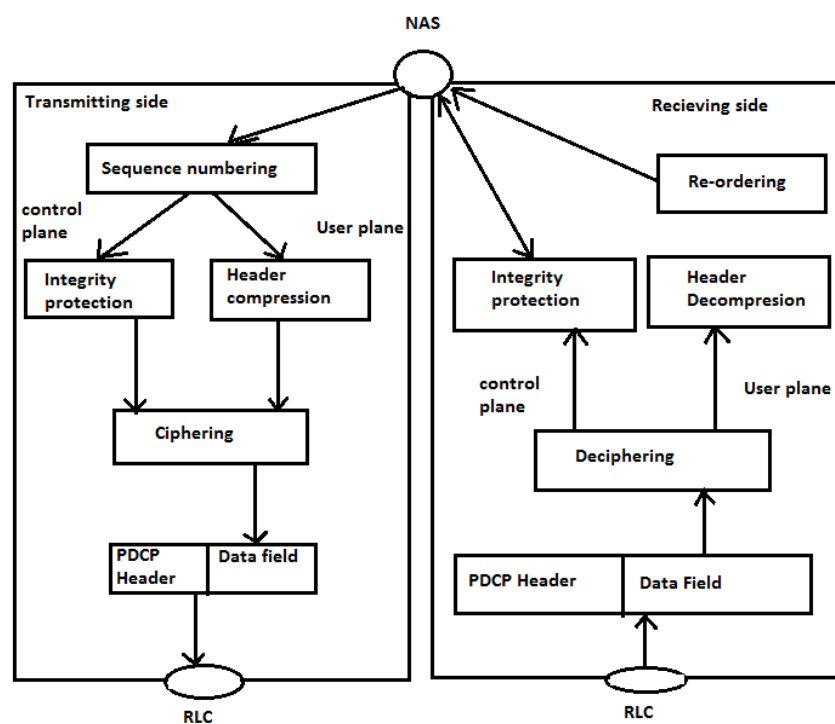 NAS
Transmitting side
Sequence numbering
control
plane
User plane
Integrity
protection
Header
compression
Ciphering
PDCP
Header
Data field
RLC
Recieving side
Re-ordering
Integrity
protection
Header
Decompresion
control
plane
User plane
Deciphering
PDCP Header
Data Field
RLC